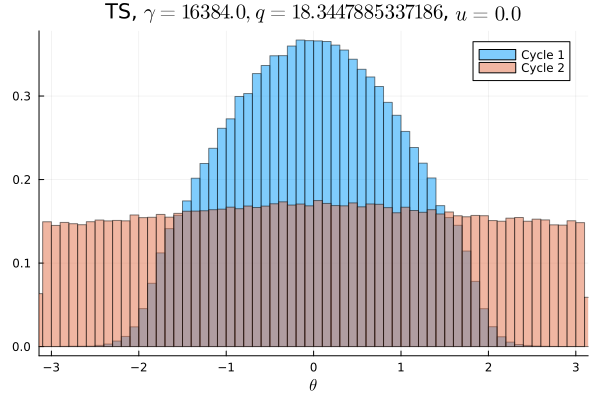 TS, γ = 16384.0, q = 18.3447885337186, u = 0.0
Cycle 1
Cycle 2
0.3
0.2
0.1
0.0
−3 −2 −1 0 1 2 3
θ